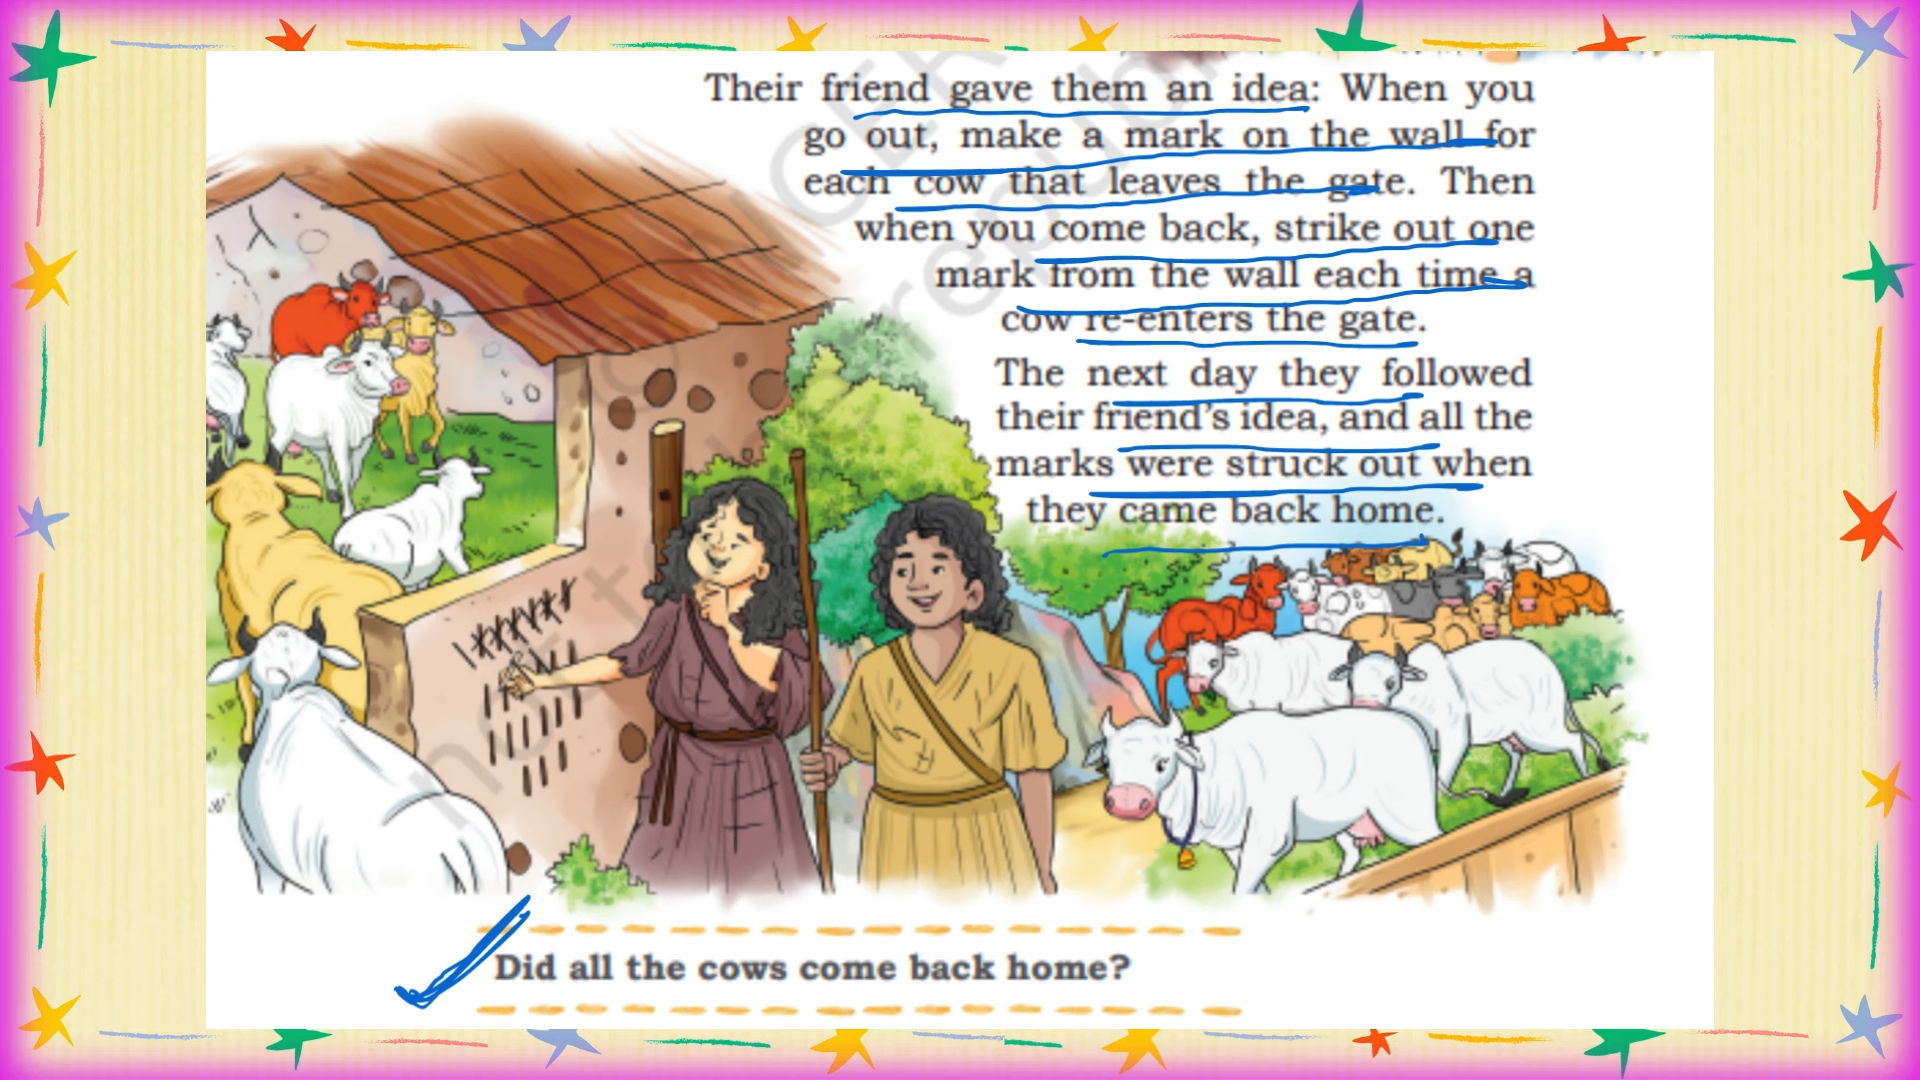 Their friend gave them an idea: When you
go out, make a mark on the wall for
each cow that leaves the gate. Then
when you come back, strike out one
mark from the wall each time a
cow re-enters the gate.
The next day they followed
their friend's idea, and all the
marks were struck out when
they came back home.
Did all the cows come back home?